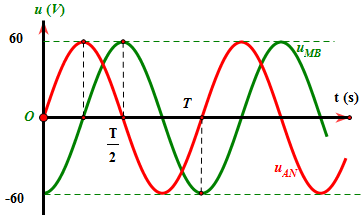 u (V)
60
u_MB
O
T
t (s)
T/2
u_AN
-60